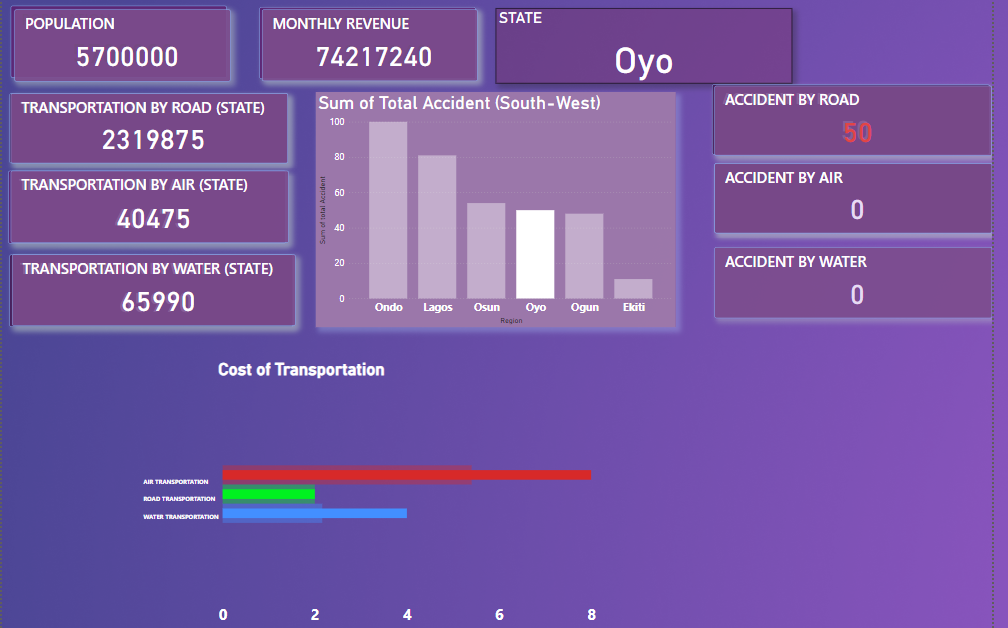 POPULATION
5700000
MONTHLY REVENUE
74217240
STATE
Oyo
TRANSPORTATION BY ROAD (STATE)
2319875
TRANSPORTATION BY AIR (STATE)
40475
TRANSPORTATION BY WATER (STATE)
65990
Sum of Total Accident (South-West)
Sum of Total Accident
100
80
60
40
20
0
Ondo Lagos Osun Oyo Ogun Ekiti
Region
ACCIDENT BY ROAD
50
ACCIDENT BY AIR
0
ACCIDENT BY WATER
0
Cost of Transportation
AIR TRANSPORTATION
ROAD TRANSPORTATION
WATER TRANSPORTATION
0 2 4 6 8